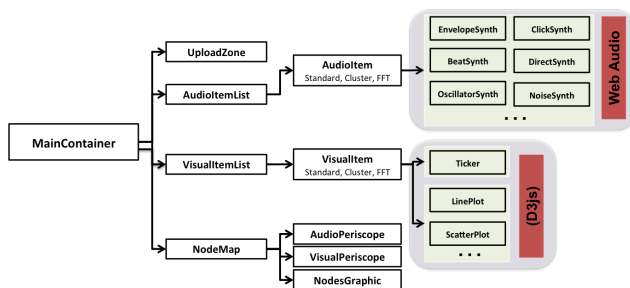 MainContainer
UploadZone
AudioItemList
VisualItemList
NodeMap
AudioItem
Standard, Cluster, FFT
VisualItem
Standard, Cluster, FFT
AudioPeriscope
VisualPeriscope
NodesGraphic
EnvelopeSynth
ClickSynth
BeatSynth
DirectSynth
OscillatorSynth
NoiseSynth
...
Web Audio
Ticker
LinePlot
ScatterPlot
...
(D3js)